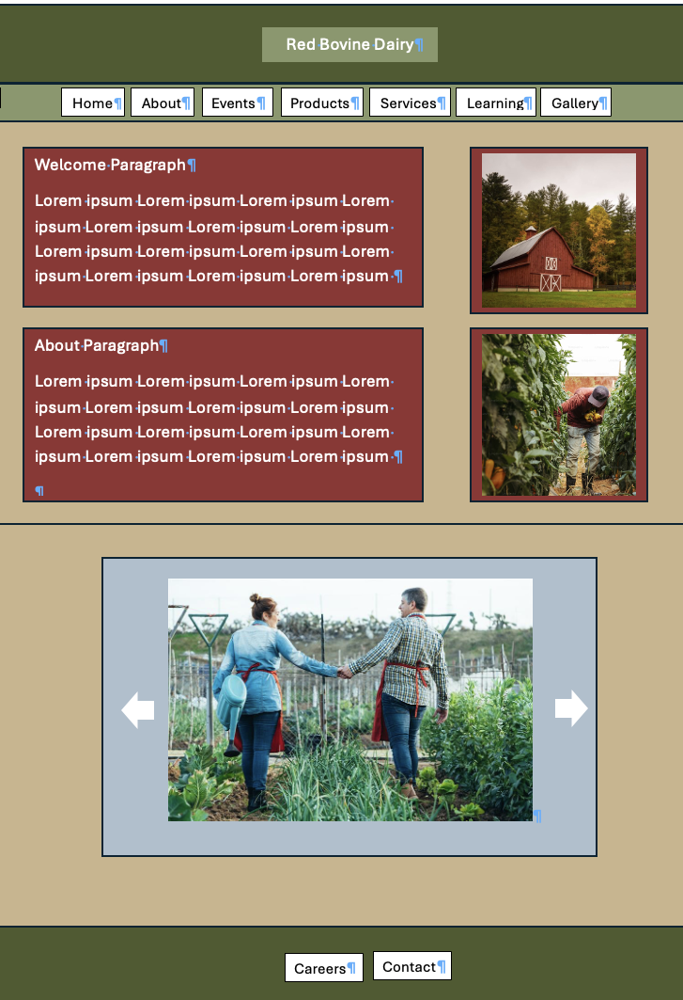 Red Bovine Dairy¶
Home¶ About¶ Events¶ Products¶ Services¶ Learning¶ Gallery¶
Welcome·Paragraph¶
Lorem·ipsum·Lorem·ipsum·Lorem·ipsum·Lorem·
ipsum·Lorem·ipsum·Lorem·ipsum·Lorem·ipsum·
Lorem·ipsum·Lorem·ipsum·Lorem·ipsum·Lorem·
ipsum·Lorem·ipsum·Lorem·ipsum·Lorem·ipsum·¶
About·Paragraph¶
Lorem·ipsum·Lorem·ipsum·Lorem·ipsum·Lorem·
ipsum·Lorem·ipsum·Lorem·ipsum·Lorem·ipsum·
Lorem·ipsum·Lorem·ipsum·Lorem·ipsum·Lorem·
ipsum·Lorem·ipsum·Lorem·ipsum·Lorem·ipsum·¶
¶
¶
Careers¶ Contact¶